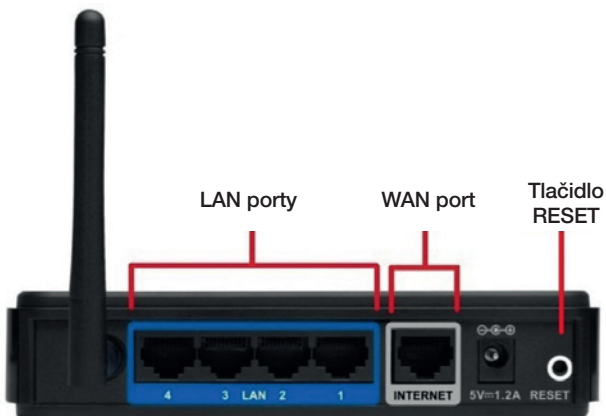 LAN porty
WAN port
Tlačidlo
RESET
4 3 LAN 2 1
INTERNET
5V⎓1.2A
RESET